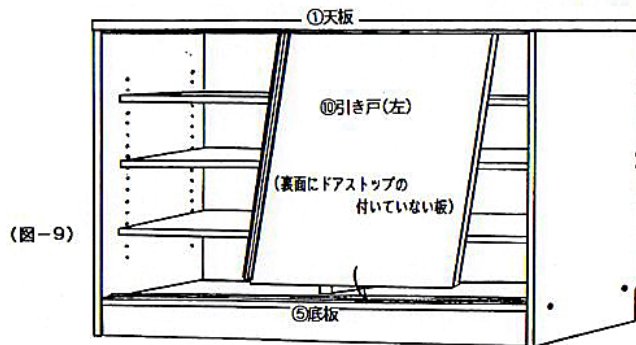 ①天板
⑩引き戸(左)
(裏面にドアストップの
付いていない板)
(図-9)
⑤底板